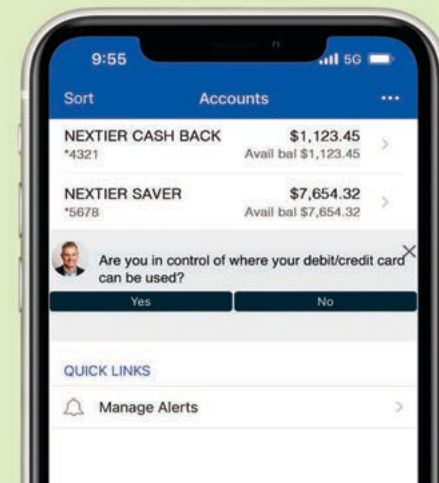 9:55 5G
Sort Accounts ...
NEXTIER CASH BACK $1,123.45
*4321 Avail bal $1,123.45
NEXTIER SAVER $7,654.32
*5678 Avail bal $7,654.32
Are you in control of where your debit/credit card
can be used?
Yes No
QUICK LINKS
Manage Alerts